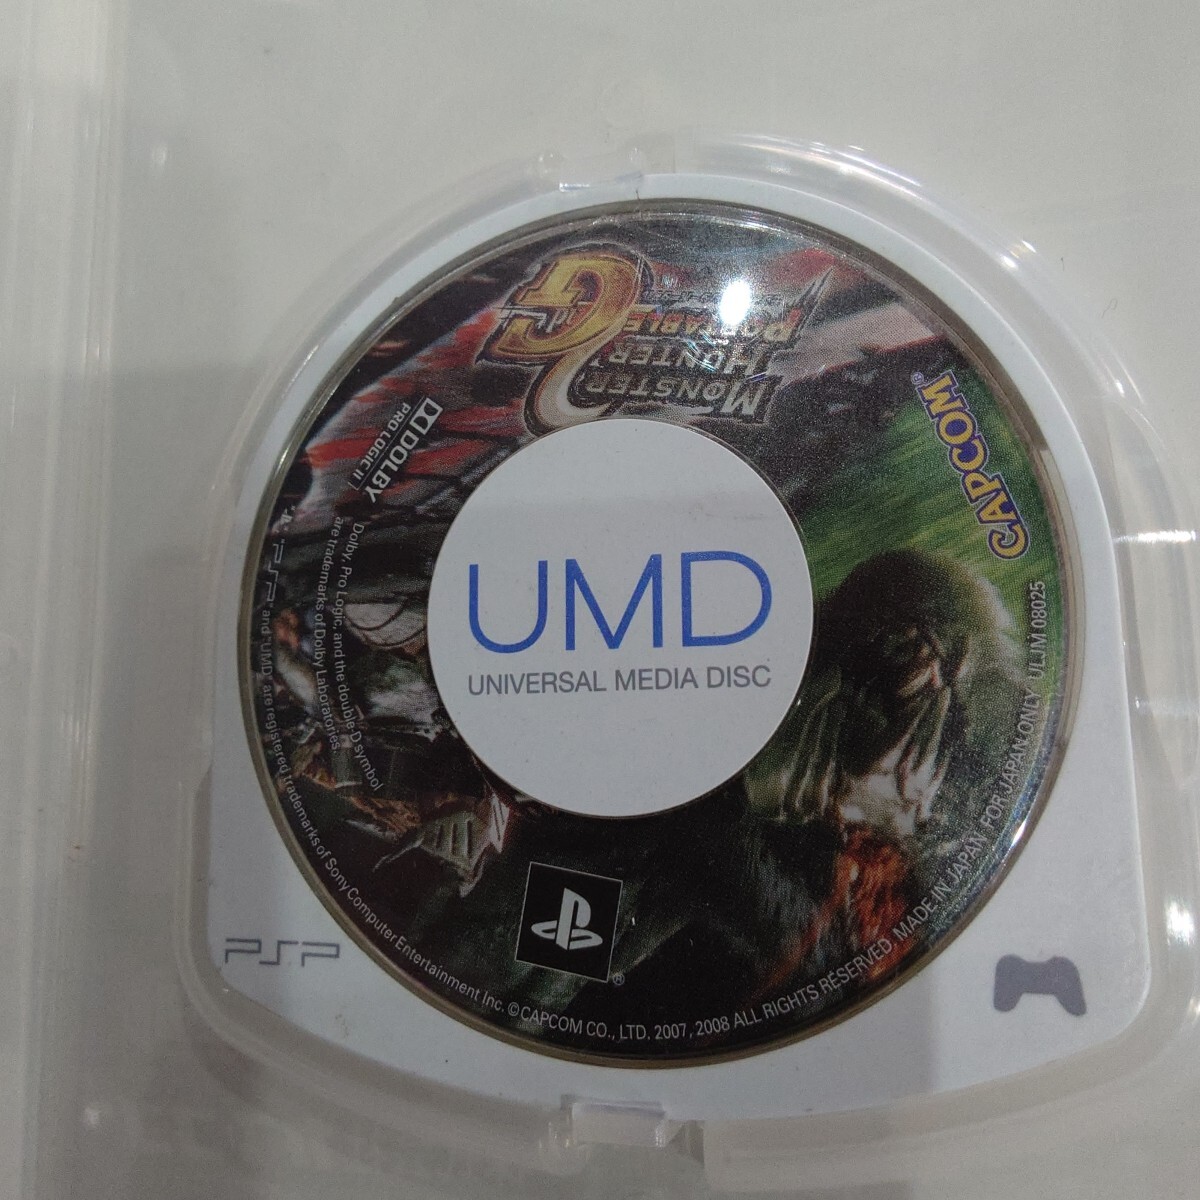 MONSTER
HUNTER
PORTABLE
2nd G
CAPCOM®
DOLBY
PRO LOGIC II
UMD
UNIVERSAL MEDIA DISC
Dolby, Pro Logic, and the double-D symbol
are trademarks of Dolby Laboratories.
"PSP" and "UMD" are registered trademarks of Sony Computer Entertainment Inc. ©CAPCOM CO., LTD. 2007, 2008 ALL RIGHTS RESERVED. MADE IN JAPAN FOR JAPAN ONLY ULJM 08025
®
PSP